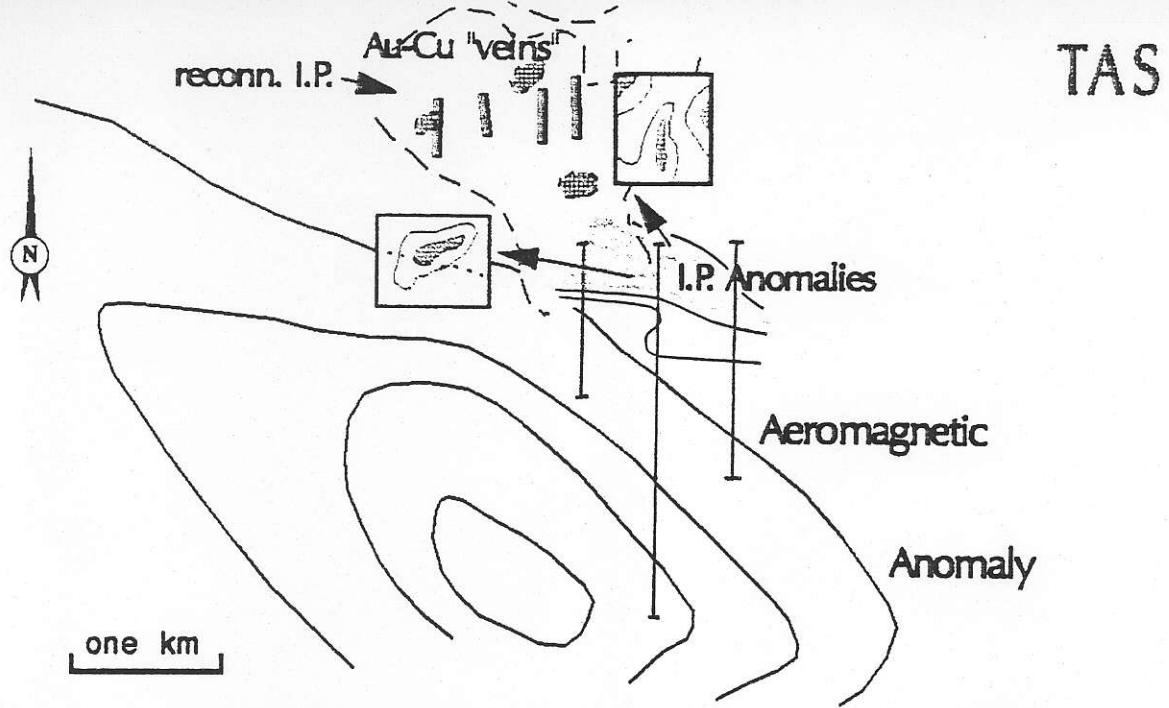 Au-Cu "veins"
TAS
reconn. I.P.
N
I.P. Anomalies
Aeromagnetic
Anomaly
one km